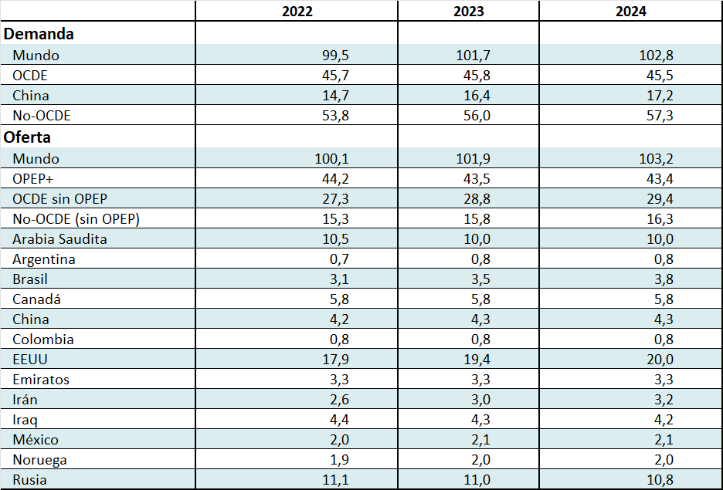 2022 2023 2024
Demanda
Mundo 99,5 101,7 102,8
OCDE 45,7 45,8 45,5
China 14,7 16,4 17,2
No-OCDE 53,8 56,0 57,3
Oferta
Mundo 100,1 101,9 103,2
OPEP+ 44,2 43,5 43,4
OCDE sin OPEP 27,3 28,8 29,4
No-OCDE (sin OPEP) 15,3 15,8 16,3
Arabia Saudita 10,5 10,0 10,0
Argentina 0,7 0,8 0,8
Brasil 3,1 3,5 3,8
Canadá 5,8 5,8 5,8
China 4,2 4,3 4,3
Colombia 0,8 0,8 0,8
EEUU 17,9 19,4 20,0
Emiratos 3,3 3,3 3,3
Irán 2,6 3,0 3,2
Iraq 4,4 4,3 4,2
México 2,0 2,1 2,1
Noruega 1,9 2,0 2,0
Rusia 11,1 11,0 10,8